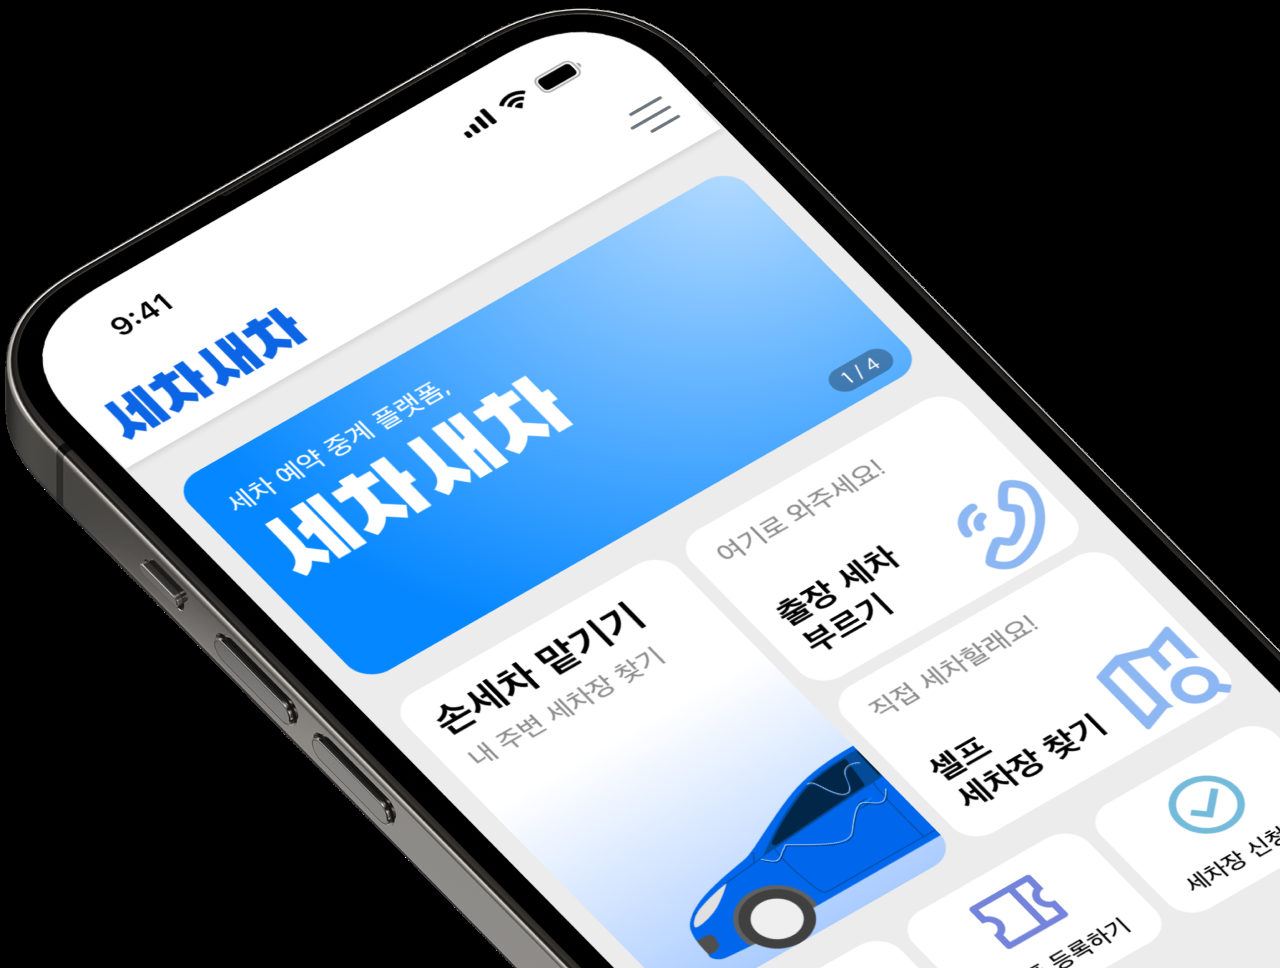 9:41
세차새차
세차 예약 중계 플랫폼,
세차새차
1 / 4
손세차 맡기기
내 주변 세차장 찾기
여기로 와주세요!
출장 세차
부르기
직접 세차할래요!
셀프
세차장 찾기
세차장 신청
등록하기